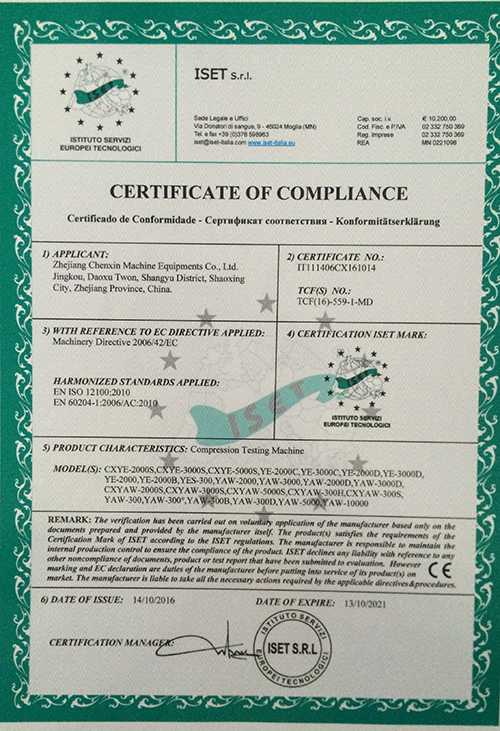 ISET
ISTITUTO SERVIZI
EUROPEI TECNOLOGICI
ISET S.r.l.
Sede Legale e Uffici
Via Donatori di sangue, 9 - 46024 Moglia (MN)
Tel. e fax +39 (0)376 598963
iset@iset-italia.com www.iset-italia.eu
Cap. soc. i.v. € 10.200,00
Cod. Fisc. e P.IVA 02 332 750 369
Reg. Imprese 02 332 750 369
REA MN 0221098
CERTIFICATE OF COMPLIANCE
Certificado de Conformidade - Сертификат соответствия - Konformitätserklärung
1) APPLICANT:
Zhejiang Chenxin Machine Equipments Co., Ltd.
Jingkou, Daoxu Twon, Shangyu District, Shaoxing
City, Zhejiang Province, China.
2) CERTIFICATE NO.:
IT111406CX161014
TCF(S) NO.:
TCF(16)-559-1-MD
3) WITH REFERENCE TO EC DIRECTIVE APPLIED:
Machinery Directive 2006/42/EC
HARMONIZED STANDARDS APPLIED:
EN ISO 12100:2010
EN 60204-1:2006/AC:2010
4) CERTIFICATION ISET MARK:
ISET
ISTITUTO SERVIZI
EUROPEI TECNOLOGICI
ISET
5) PRODUCT CHARACTERISTICS: Compression Testing Machine
MODEL(S): CXYE-2000S,CXYE-3000S,CXYE-5000S,YE-2000C,YE-3000C,YE-2000D,YE-3000D,
YE-2000,YE-2000B,YES-300,YAW-2000,YAW-3000,YAW-2000D,YAW-3000D,
CXYAW-2000S,CXYAW-3000S,CXYAW-5000S,CXYAW-300H,CXYAW-300S,
YAW-300,YAW-300°,YAW-300B,YAW-300D,YAW-5000,YAW-10000
REMARK: The verification has been carried out on voluntary application of the manufacturer based only on the
documents prepared and provided by the manufacturer itself. The product(s) satisfies the requirements of the
Certification Mark of ISET according to the ISET regulations. The manufacturer is responsible to maintain the
internal production control to ensure the compliance of the product. ISET declines any liability with reference to any
other noncompliance of documents, product or test report that have been submitted to evaluation. However
marking and EC declaration are duties of the manufacturer before putting into service of its product(s) on
market. The manufacturer is liable to take all the necessary actions required by the applicable directives &procedures.
CE
6) DATE OF ISSUE: 14/10/2016
DATE OF EXPIRE: 13/10/2021
CERTIFICATION MANAGER:
ISTITUTO SERVIZI
ISET S.R.L
EUROPEI TECNOLOGICI